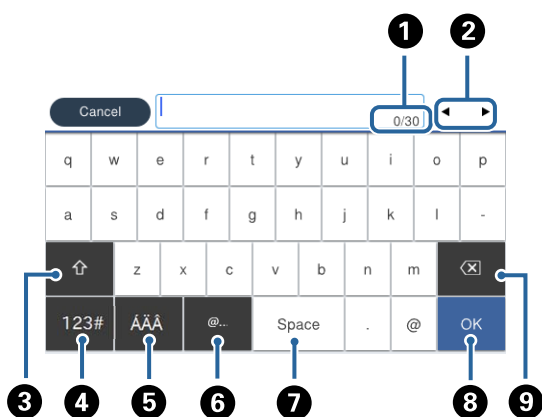 1 2
Cancel
0/30
q w e r t y u i o p
a s d f g h j k l -
z x c v b n m
123# ÁÄÂ @... Space . @ OK
3 4 5 6 7 8 9